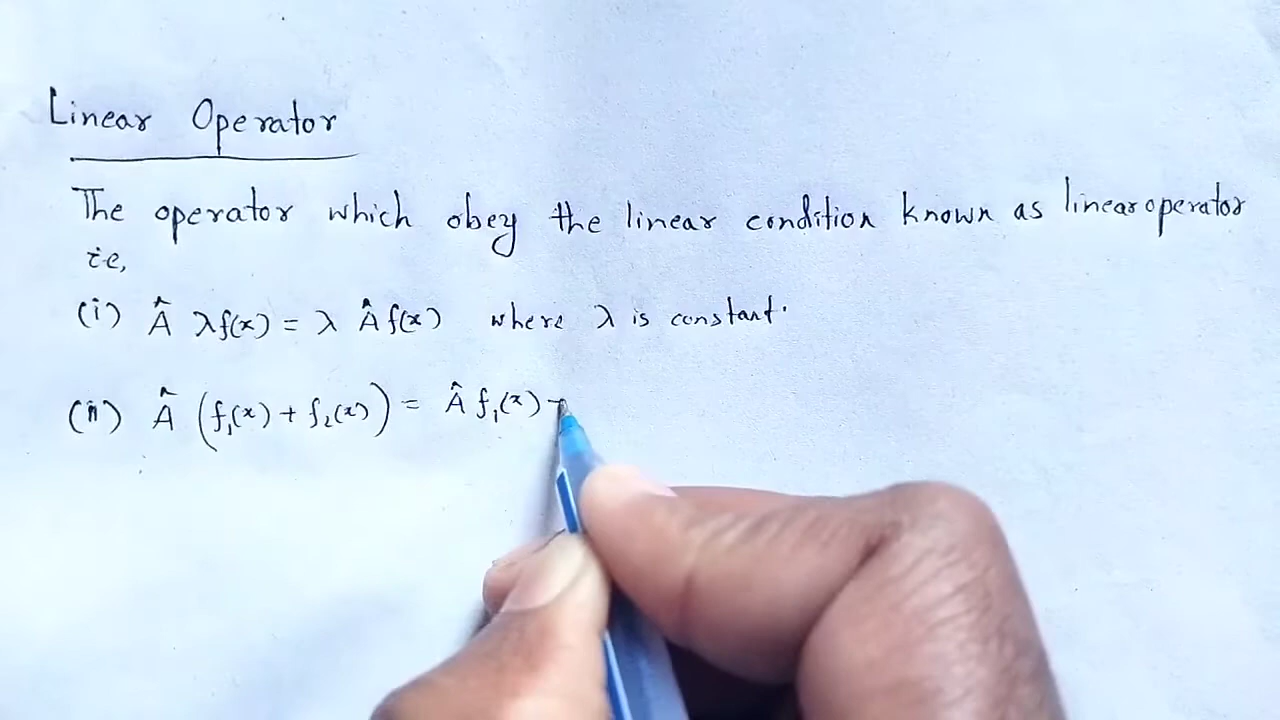 Linear Operator
The operator which obey the linear condition known as linear operator
ie,
(i) Â λf(x) = λ Â f(x) where λ is constant.
(ii) Â (f₁(x) + f₂(x)) = Â f₁(x) -